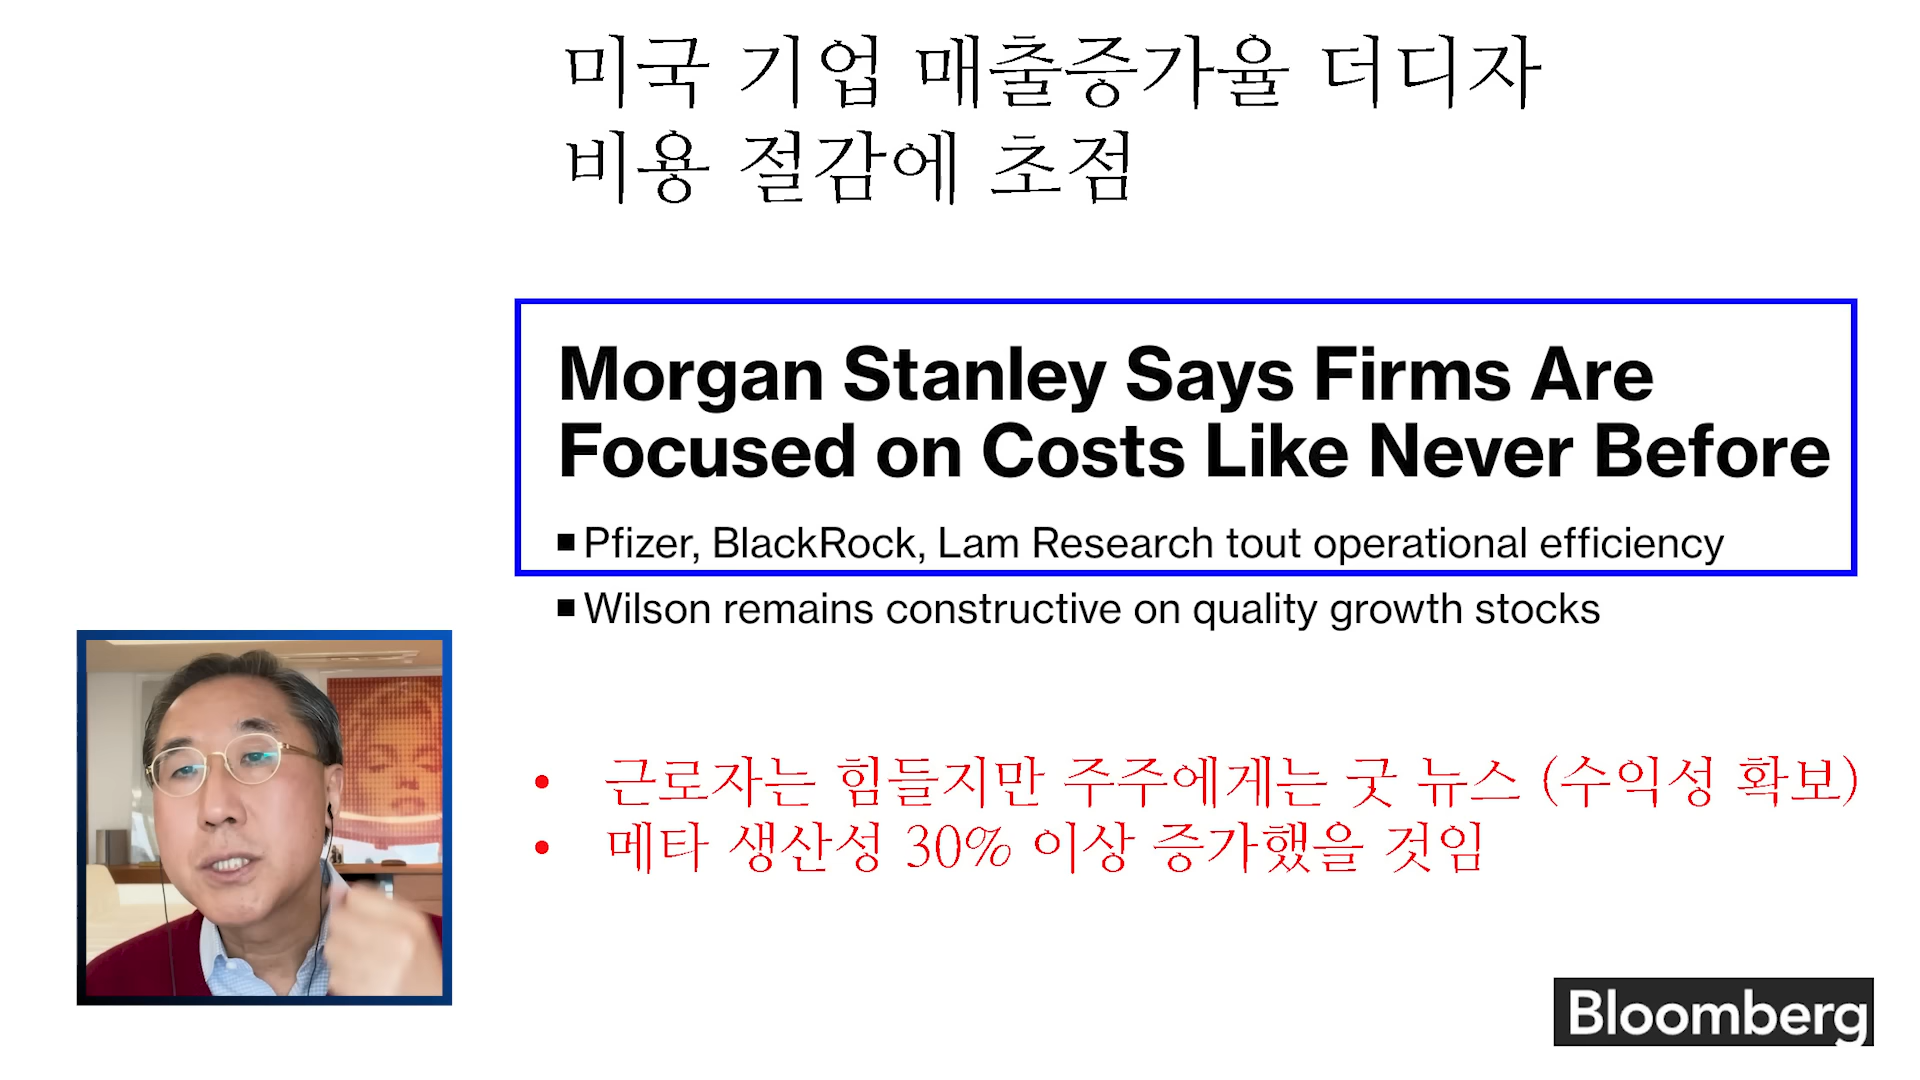 미국 기업 매출증가율 더디자
비용 절감에 초점
Morgan Stanley Says Firms Are
Focused on Costs Like Never Before
■ Pfizer, BlackRock, Lam Research tout operational efficiency
■ Wilson remains constructive on quality growth stocks
• 근로자는 힘들지만 주주에게는 굿 뉴스 (수익성 확보)
• 메타 생산성 30% 이상 증가했을 것임
Bloomberg